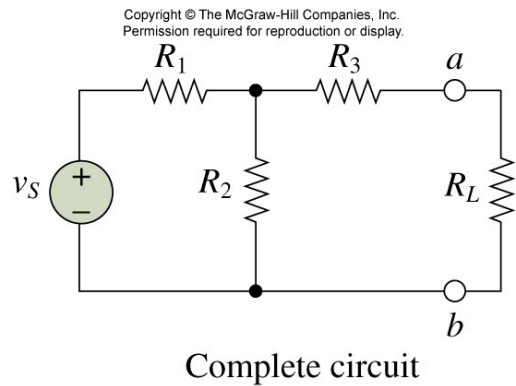 Copyright © The McGraw-Hill Companies, Inc.
Permission required for reproduction or display.
R1 R3 a
vS + R2 RL
−
b
Complete circuit